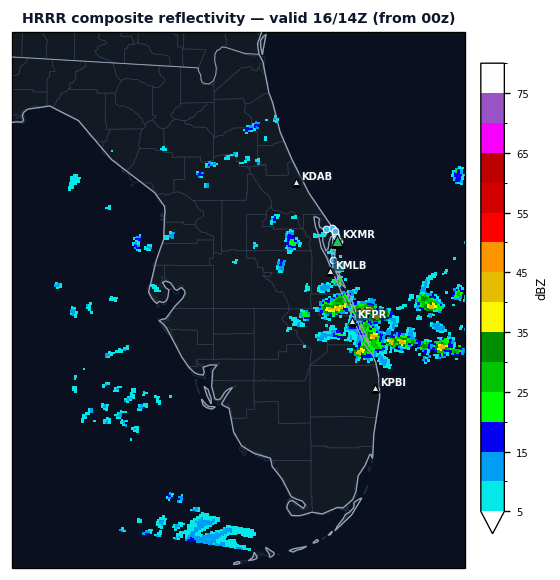 HRRR composite reflectivity — valid 16/14Z (from 00z)
KDAB
KXMR
KMLB
KFPR
KPBI
75
65
55
45
35
25
15
5
dBZ